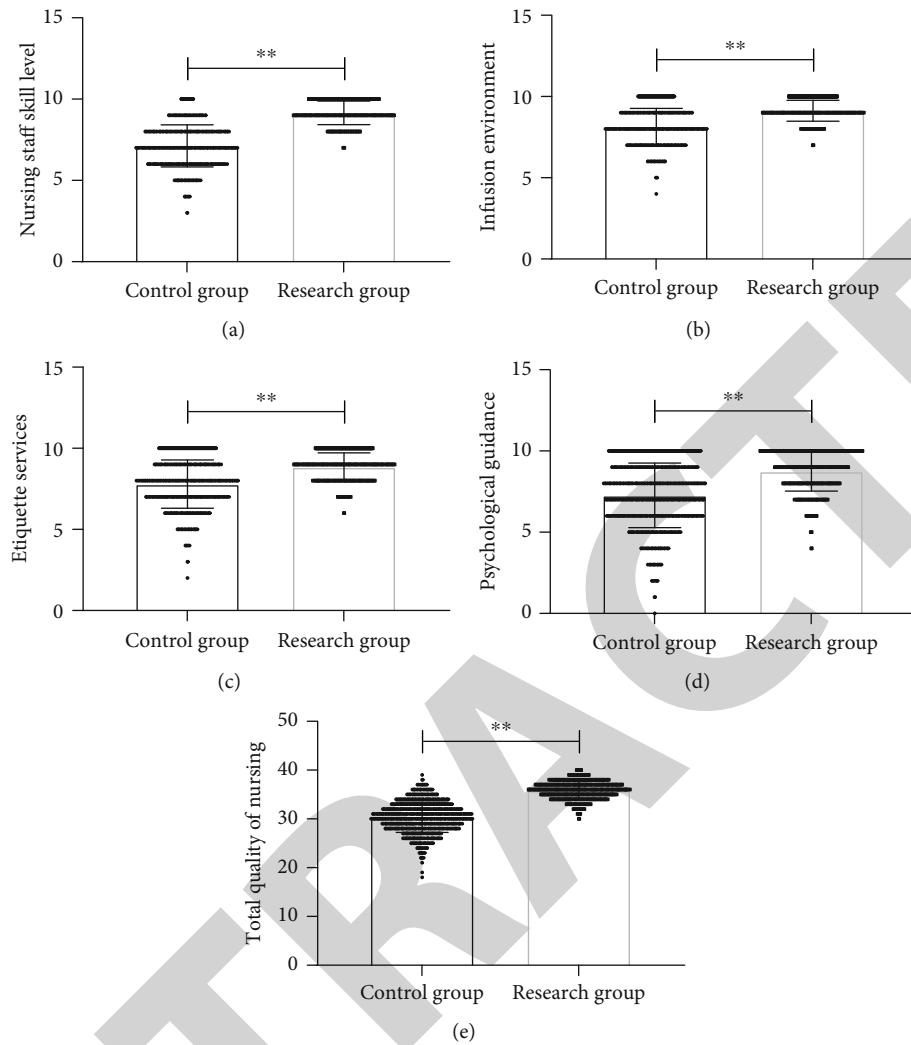 15
10
5
0
Nursing staff skill level
**
Control group
Research group
(a)
15
10
5
0
Infusion environment
**
Control group
Research group
(b)
15
10
5
0
Etiquette services
**
Control group
Research group
(c)
15
10
5
0
Psychological guidance
**
Control group
Research group
(d)
50
40
30
20
10
0
Total quality of nursing
**
Control group
Research group
(e)
TRACTE